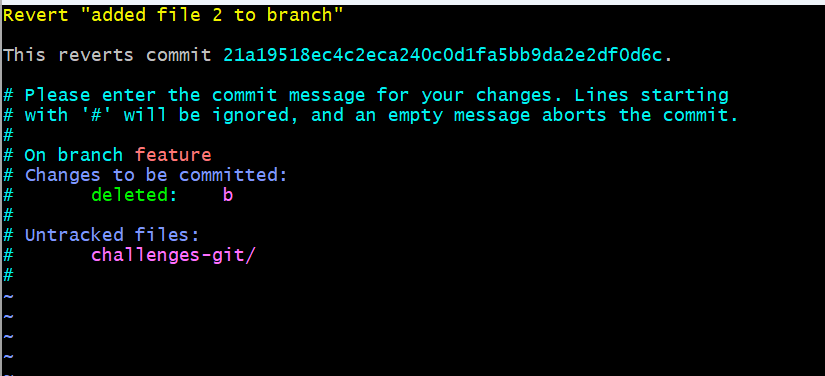 Revert "added file 2 to branch"
This reverts commit 21a19518ec4c2eca240c0d1fa5bb9da2e2df0d6c.
# Please enter the commit message for your changes. Lines starting
# with '#' will be ignored, and an empty message aborts the commit.
#
# On branch feature
# Changes to be committed:
#       deleted:    b
#
# Untracked files:
#       challenges-git/
#
~
~
~
~